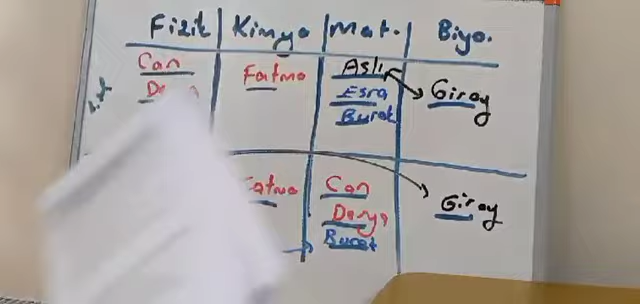 Fizik Kimya Mat. Biyo.
Can Fatma Aslı Giray
Esra
Burak
Fatma Can Giray
Derya
Burak